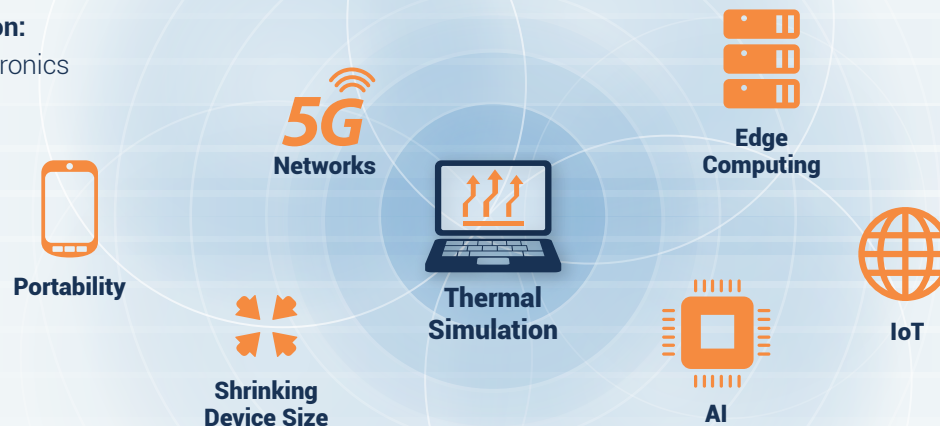 on:
ronics
5G
Networks
Edge
Computing
Portability
Thermal
Simulation
IoT
Shrinking
Device Size
AI